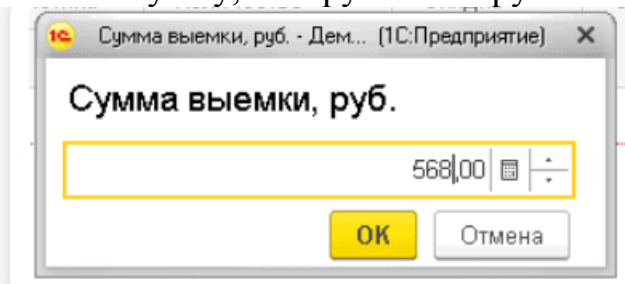 1С Сумма выемки, руб. - Дем... (1С:Предприятие)
Сумма выемки, руб.
568,00
ОК Отмена